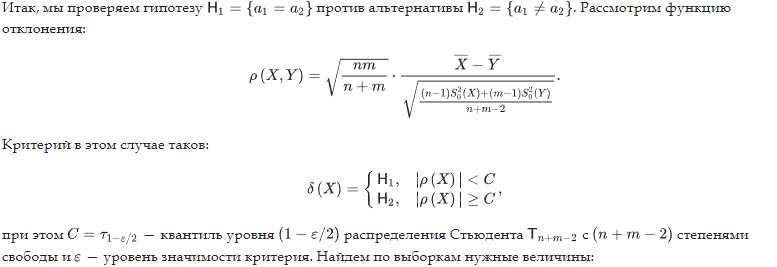 Итак, мы проверяем гипотезу H₁ = {a₁ = a₂} против альтернативы H₂ = {a₁ ≠ a₂}. Рассмотрим функцию
отклонения:
ρ (X, Y) = √(nm / (n + m)) · (X̅ − Y̅) / √(((n−1)S₀²(X)+(m−1)S₀²(Y)) / (n+m−2)).
Критерий в этом случае таков:
δ (X) = { H₁, |ρ (X)| < C
H₂, |ρ (X)| ≥ C ,
при этом C = τ₁₋ε/₂ − квантиль уровня (1 − ε/2) распределения Стьюдента Tₙ₊ₘ₋₂ с (n + m − 2) степенями
свободы и ε − уровень значимости критерия. Найдем по выборкам нужные величины: